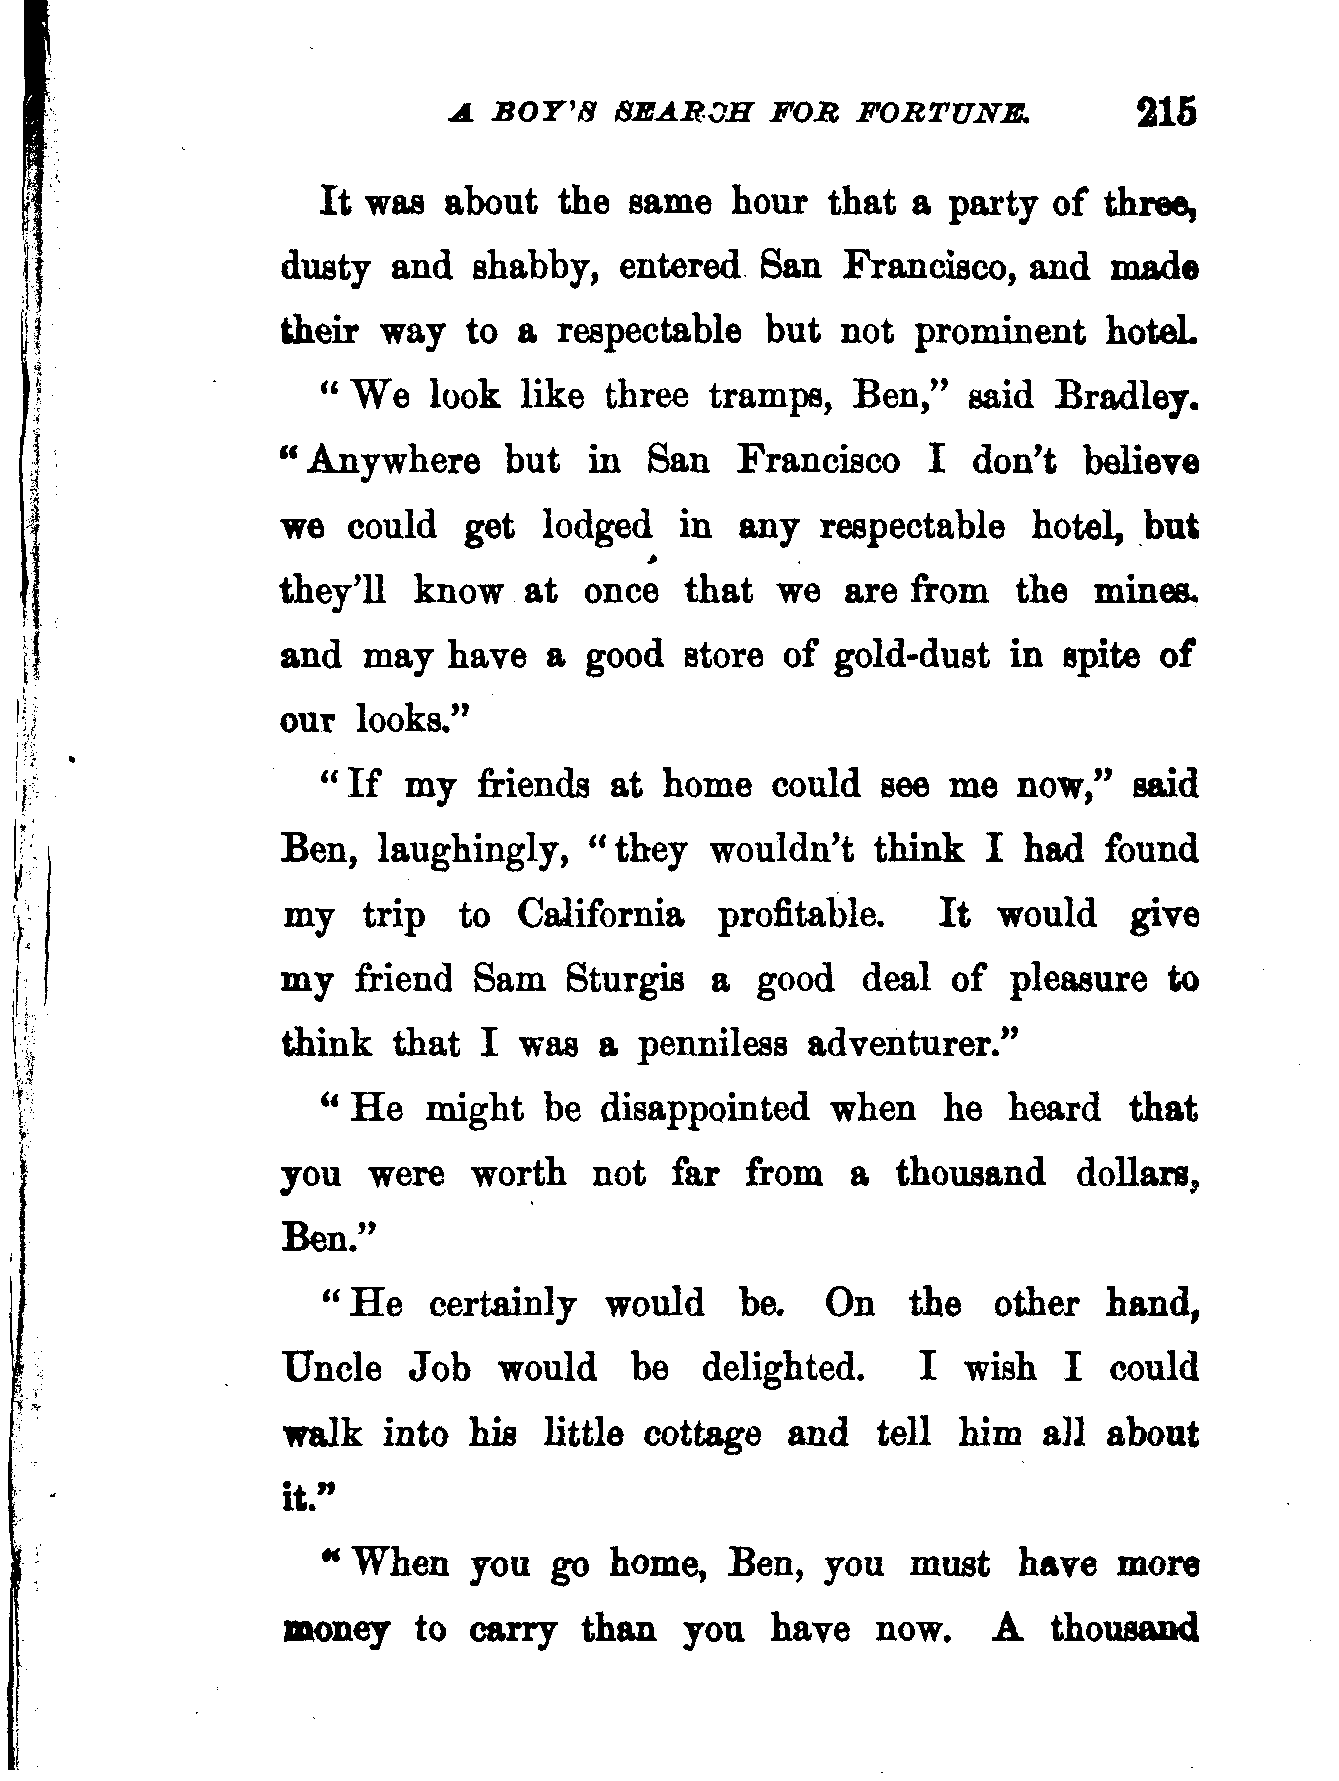 A BOY'S SEARCH FOR FORTUNE. 215
It was about the same hour that a party of three,
dusty and shabby, entered San Francisco, and made
their way to a respectable but not prominent hotel.
“We look like three tramps, Ben,” said Bradley.
“Anywhere but in San Francisco I don't believe
we could get lodged in any respectable hotel, but
they'll know at once that we are from the mines.
and may have a good store of gold-dust in spite of
our looks.”
“If my friends at home could see me now,” said
Ben, laughingly, “they wouldn't think I had found
my trip to California profitable. It would give
my friend Sam Sturgis a good deal of pleasure to
think that I was a penniless adventurer.”
“He might be disappointed when he heard that
you were worth not far from a thousand dollars,
Ben.”
“He certainly would be. On the other hand,
Uncle Job would be delighted. I wish I could
walk into his little cottage and tell him all about
it.”
“When you go home, Ben, you must have more
money to carry than you have now. A thousand